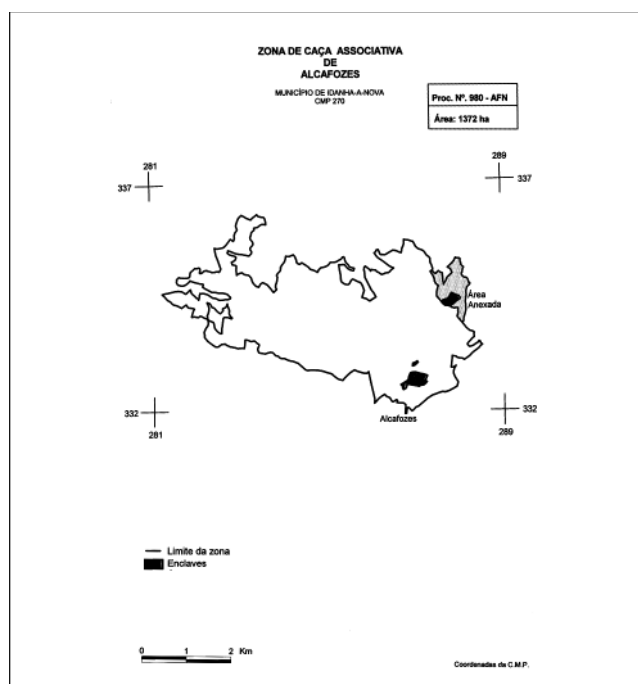 ZONA DE CAÇA ASSOCIATIVA
DE
ALCAFOZES
MUNICÍPIO DE IDANHA-A-NOVA
CMP 270
Proc. Nº. 980 - AFN
Área: 1372 ha
281
337
289
337
Área
Anexada
Alcafozes
332
281
332
289
Limite da zona
Enclaves
0 1 2 Km
Coordenadas da C.M.P.